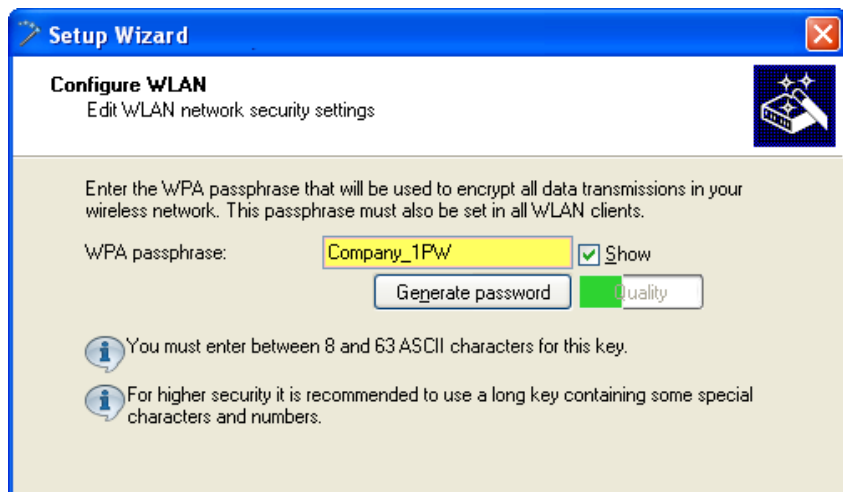 Setup Wizard
Configure WLAN
Edit WLAN network security settings
Enter the WPA passphrase that will be used to encrypt all data transmissions in your
wireless network. This passphrase must also be set in all WLAN clients.
WPA passphrase: Company_1PW Show
Generate password Quality
You must enter between 8 and 63 ASCII characters for this key.
For higher security it is recommended to use a long key containing some special
characters and numbers.